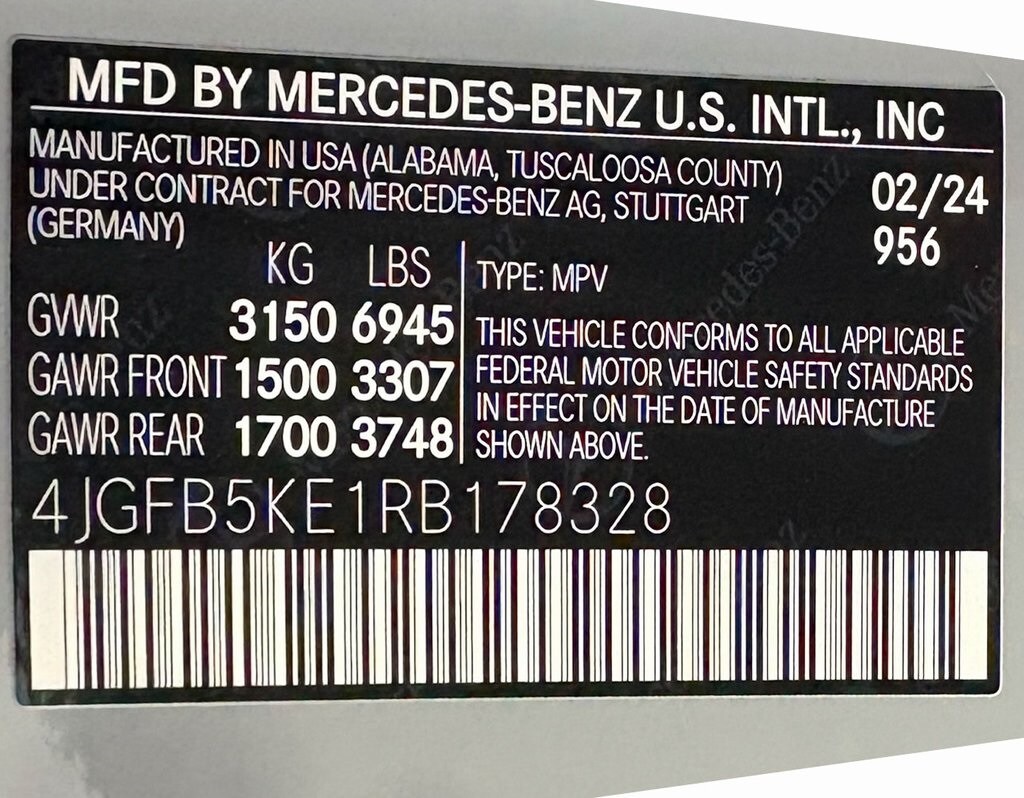 MFD BY MERCEDES-BENZ U.S. INTL., INC
MANUFACTURED IN USA (ALABAMA, TUSCALOOSA COUNTY)
UNDER CONTRACT FOR MERCEDES-BENZ AG, STUTTGART
(GERMANY)
02/24
956
KG LBS
GVWR 3150 6945
GAWR FRONT 1500 3307
GAWR REAR 1700 3748
TYPE: MPV
THIS VEHICLE CONFORMS TO ALL APPLICABLE
FEDERAL MOTOR VEHICLE SAFETY STANDARDS
IN EFFECT ON THE DATE OF MANUFACTURE
SHOWN ABOVE.
4JGFB5KE1RB178328